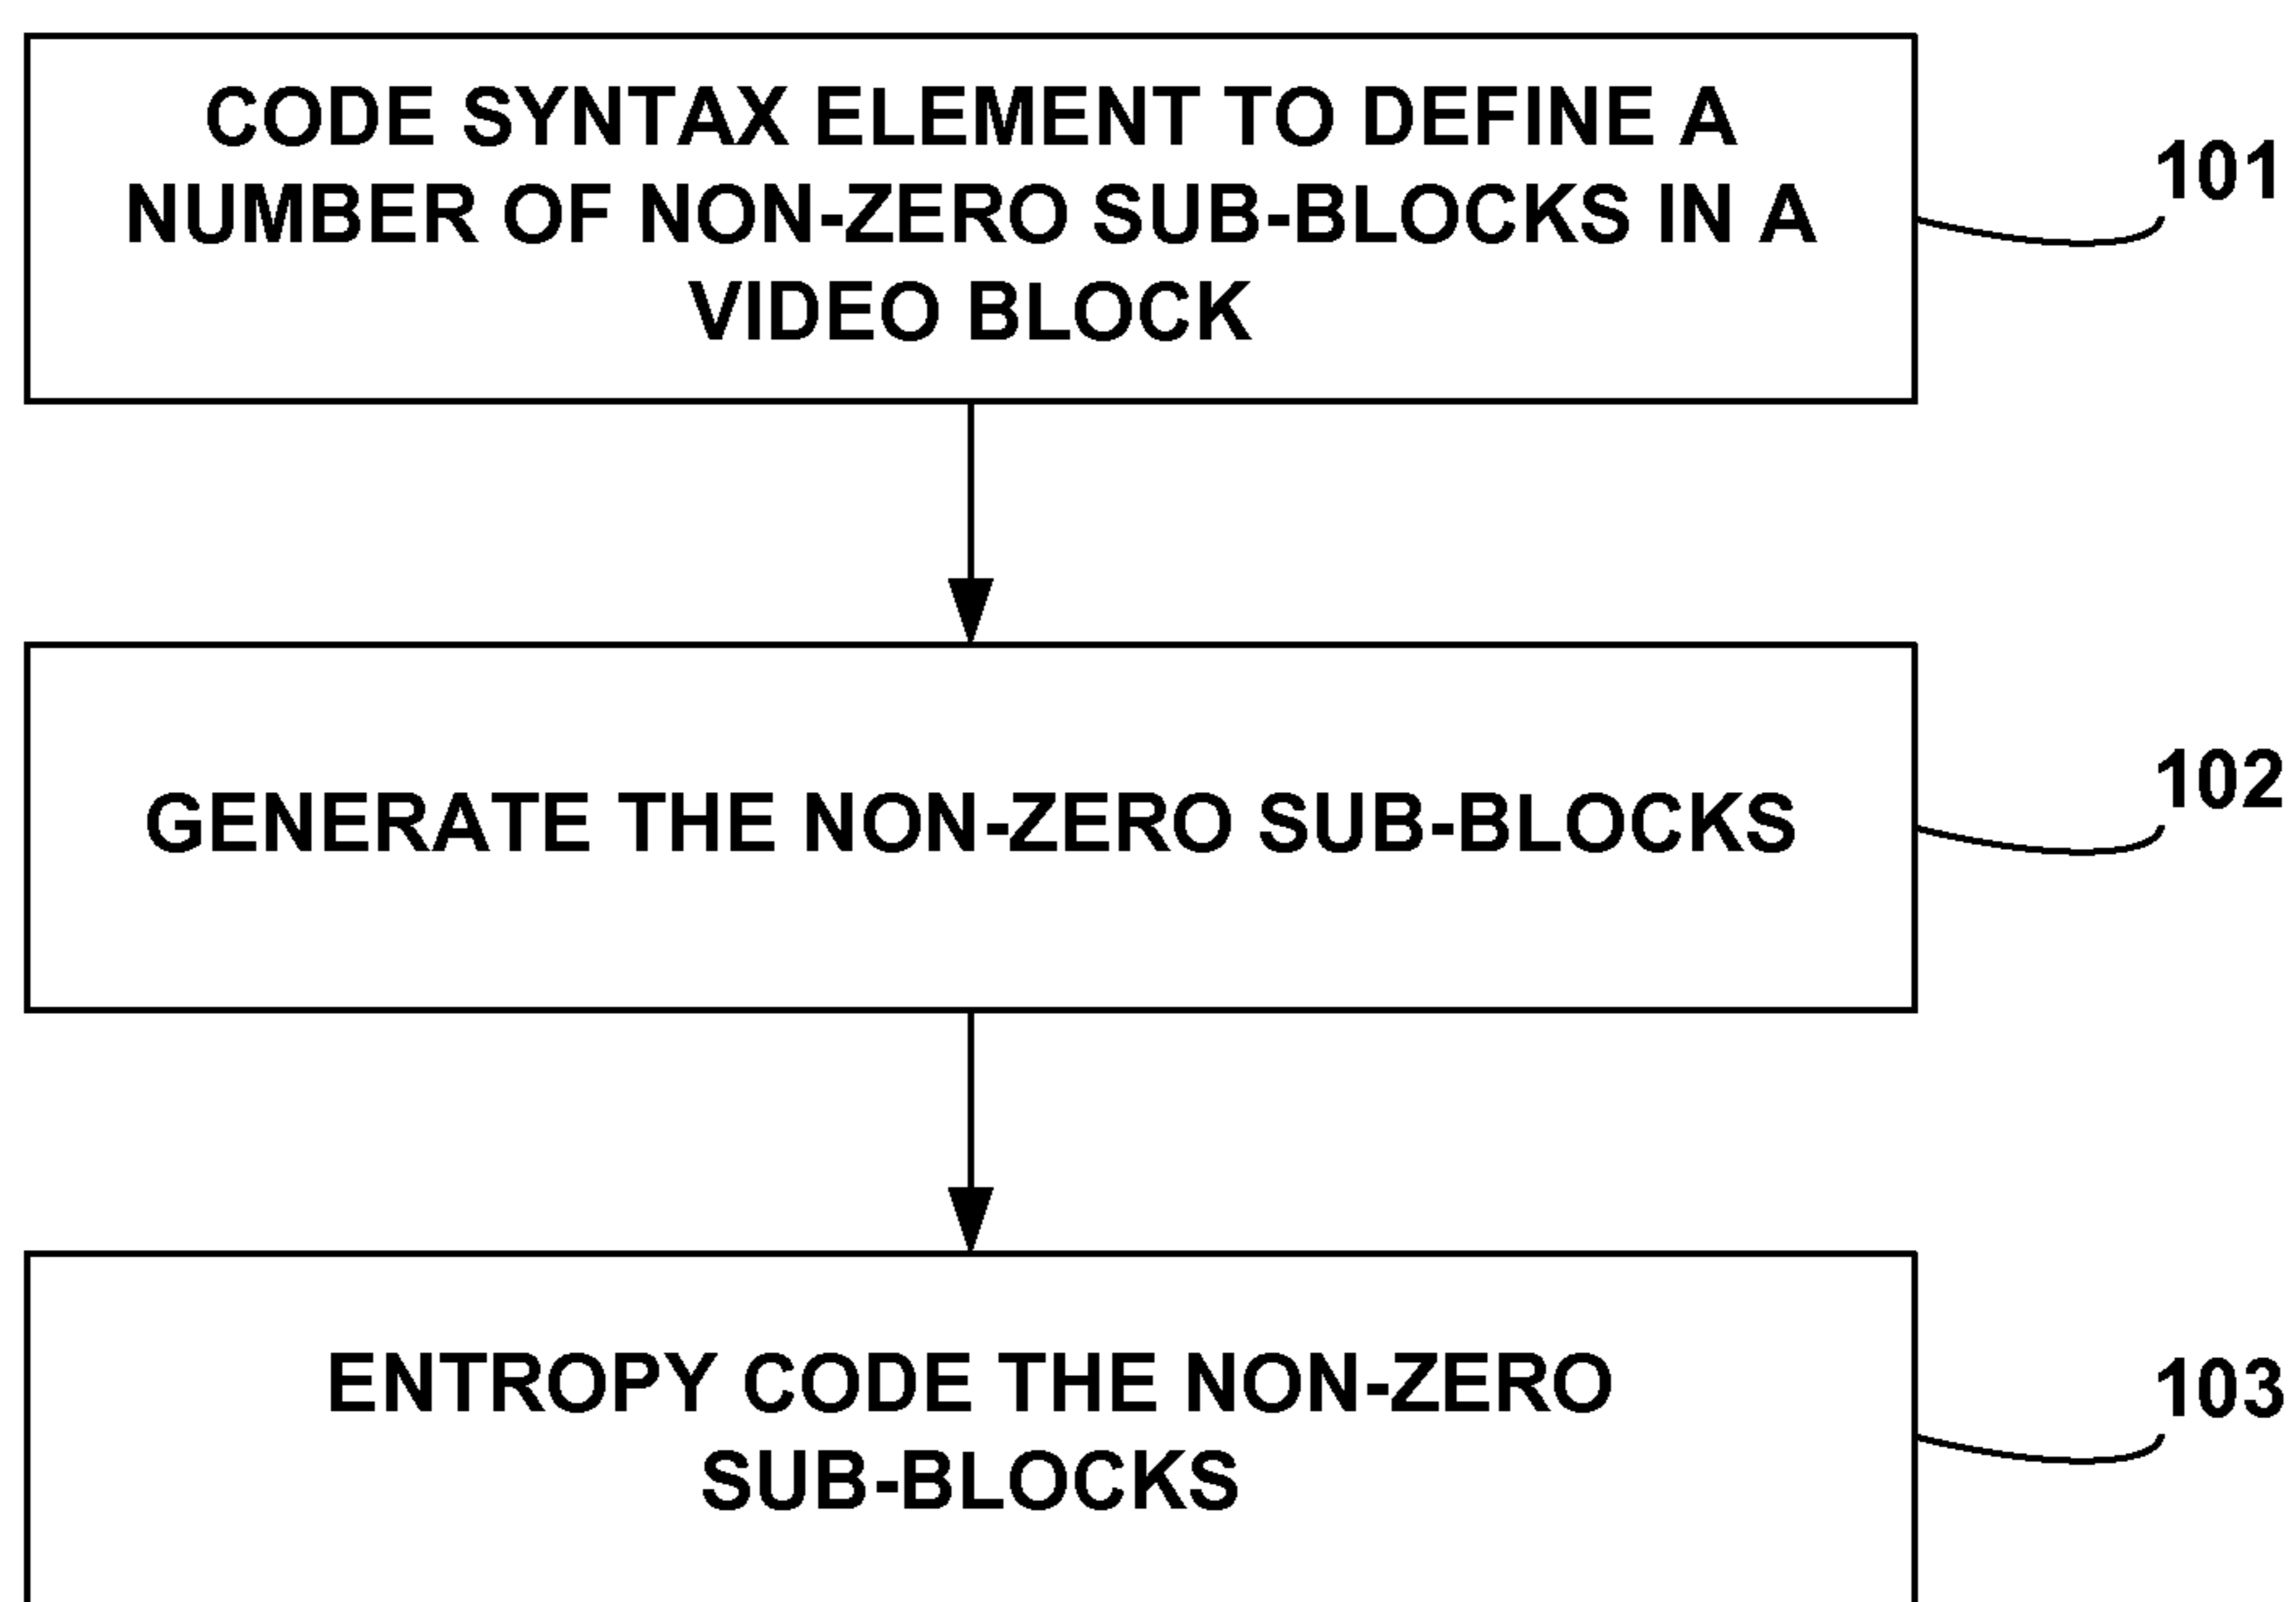 CODE SYNTAX ELEMENT TO DEFINE A
NUMBER OF NON-ZERO SUB-BLOCKS IN A
VIDEO BLOCK
101
GENERATE THE NON-ZERO SUB-BLOCKS
102
ENTROPY CODE THE NON-ZERO
SUB-BLOCKS
103